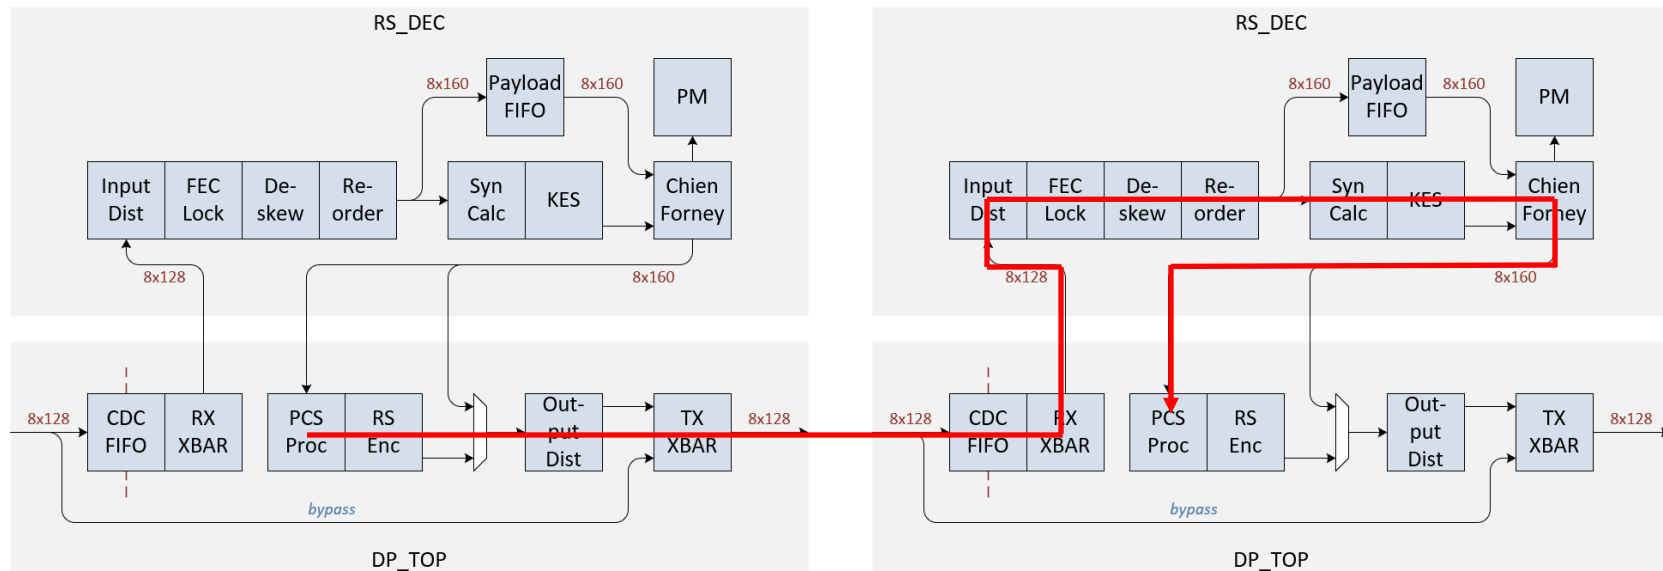 RS_DEC
8x160
Payload
FIFO
8x160
PM
Input
Dist
FEC
Lock
De-
skew
Re-
order
Syn
Calc
KES
Chien
Forney
8x128
8x160
8x128
CDC
FIFO
RX
XBAR
PCS
Proc
RS
Enc
Out-
put
Dist
TX
XBAR
8x128
bypass
DP_TOP
RS_DEC
8x160
Payload
FIFO
8x160
PM
Input
Dist
FEC
Lock
De-
skew
Re-
order
Syn
Calc
KES
Chien
Forney
8x128
8x160
8x128
CDC
FIFO
RX
XBAR
PCS
Proc
RS
Enc
Out-
put
Dist
TX
XBAR
8x128
bypass
DP_TOP